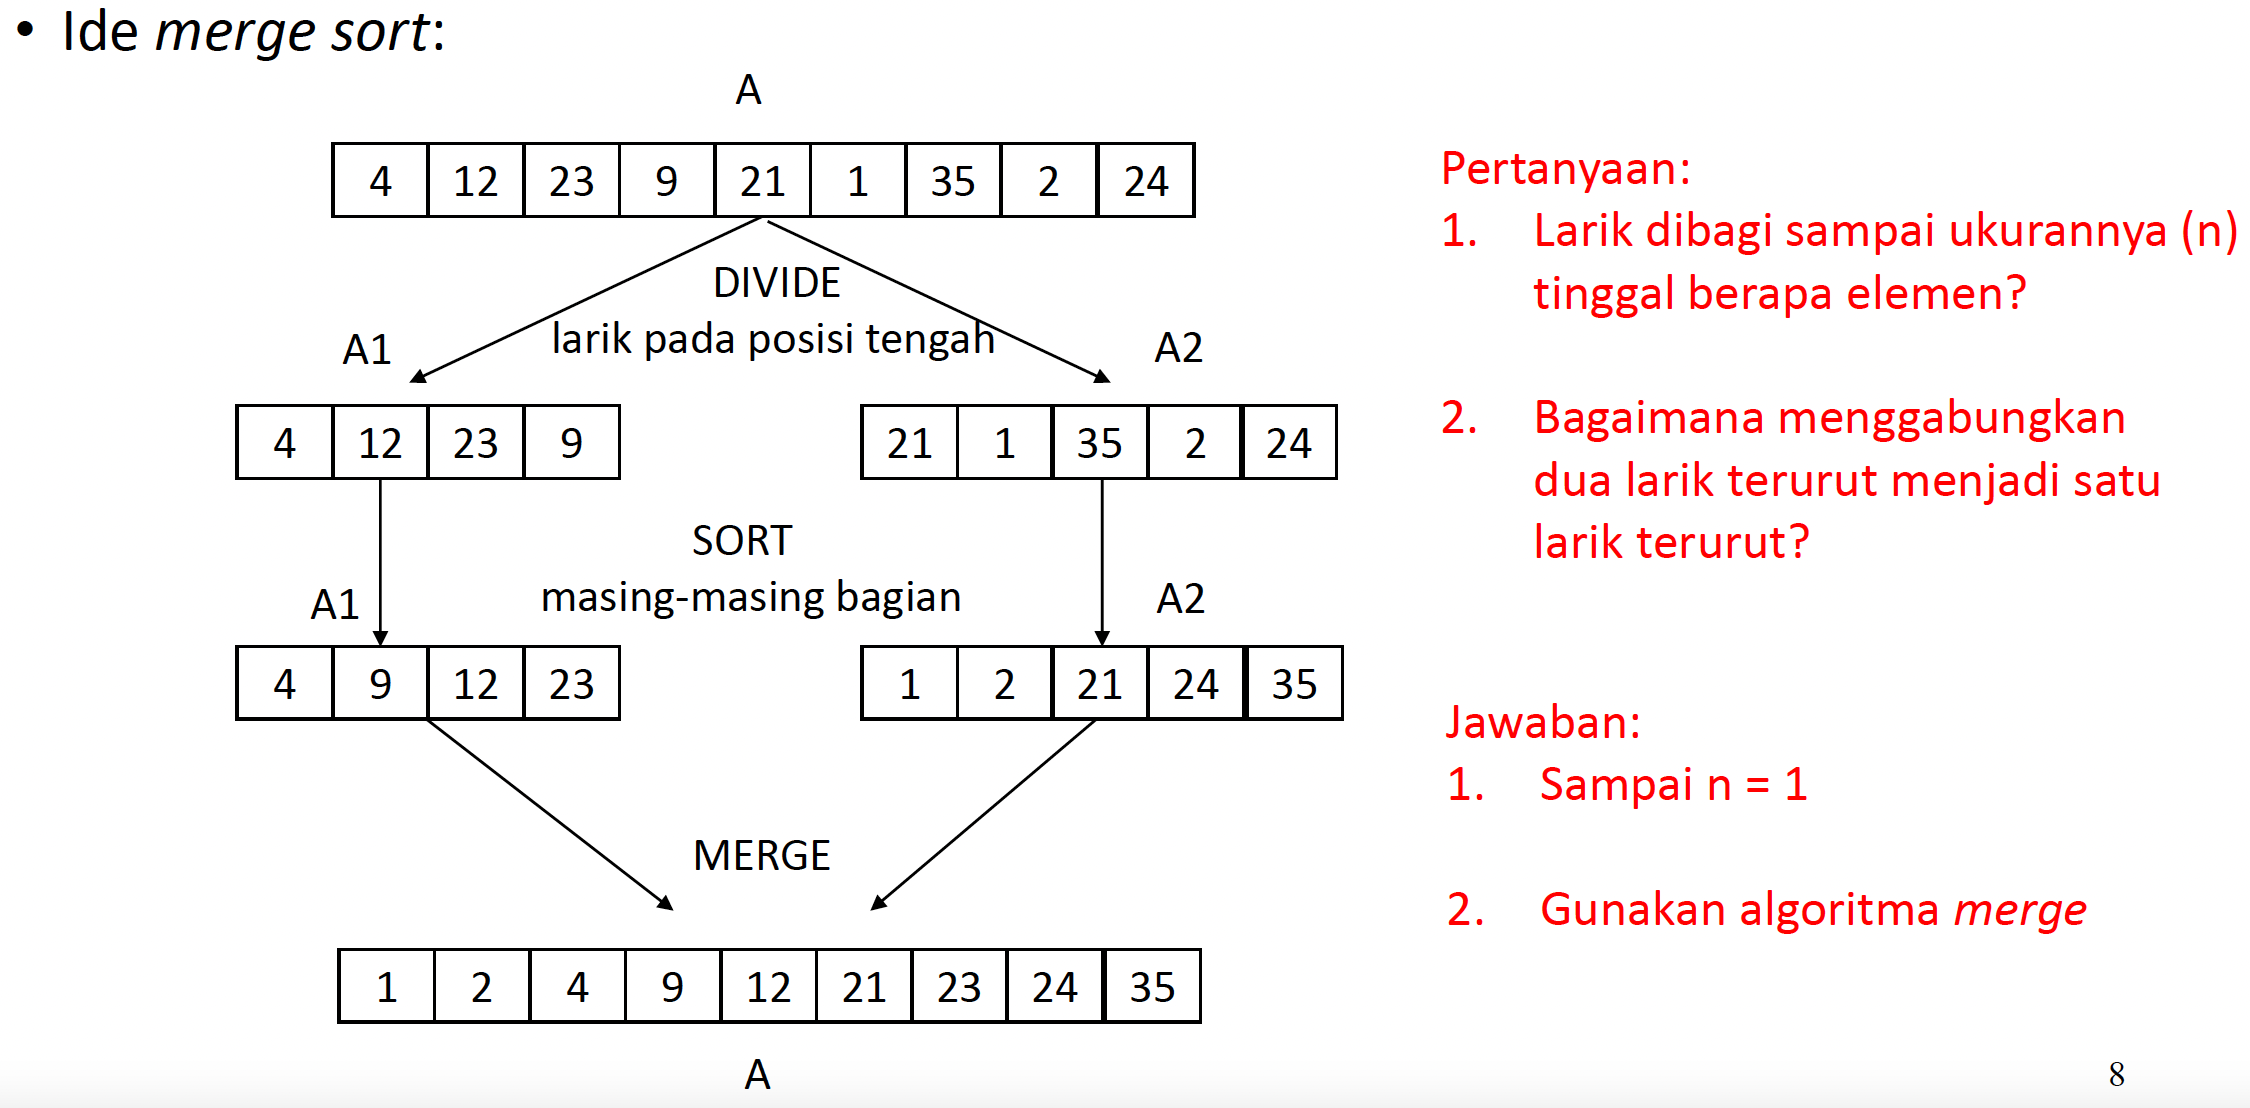 • Ide merge sort:
A
4 12 23 9 21 1 35 2 24
DIVIDE
larik pada posisi tengah
A1
A2
4 12 23 9
21 1 35 2 24
SORT
masing-masing bagian
A1
A2
4 9 12 23
1 2 21 24 35
MERGE
1 2 4 9 12 21 23 24 35
A
Pertanyaan:
1. Larik dibagi sampai ukurannya (n)
tinggal berapa elemen?
2. Bagaimana menggabungkan
dua larik terurut menjadi satu
larik terurut?
Jawaban:
1. Sampai n = 1
2. Gunakan algoritma merge
8